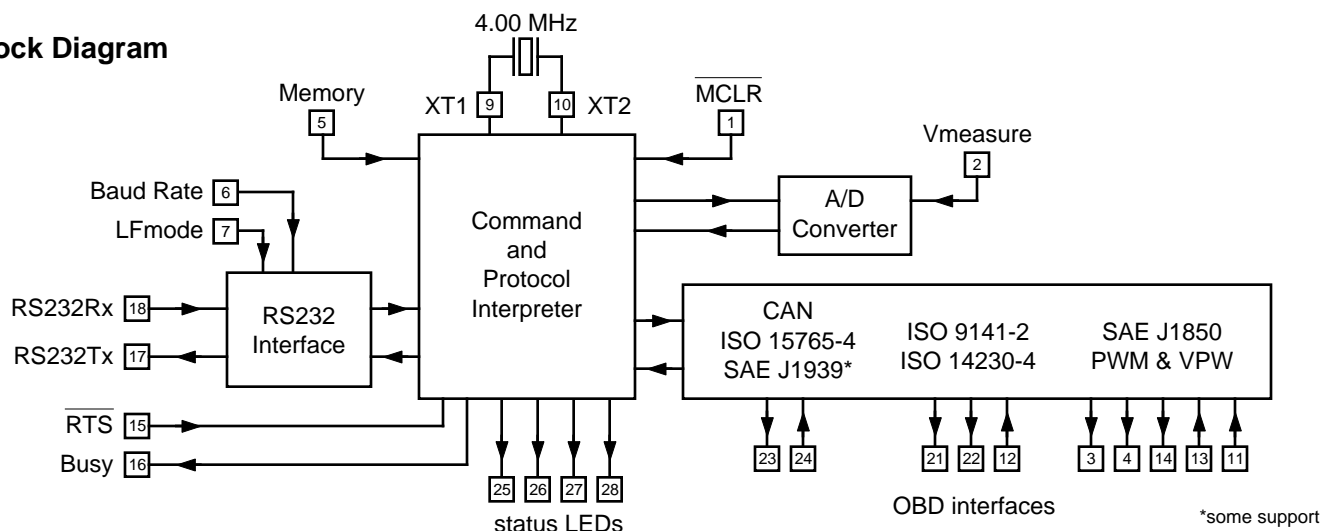 ock Diagram
4.00 MHz
Memory
5
XT1
9
10
XT2
MCLR
1
Vmeasure
2
Baud Rate
6
LFmode
7
Command
and
Protocol
Interpreter
A/D
Converter
RS232Rx
18
RS232Tx
17
RS232
Interface
CAN
ISO 15765-4
SAE J1939*
ISO 9141-2
ISO 14230-4
SAE J1850
PWM & VPW
RTS
15
Busy
16
25 26 27 28
status LEDs
23 24
21 22 12
3 4 14 13 11
OBD interfaces
*some support